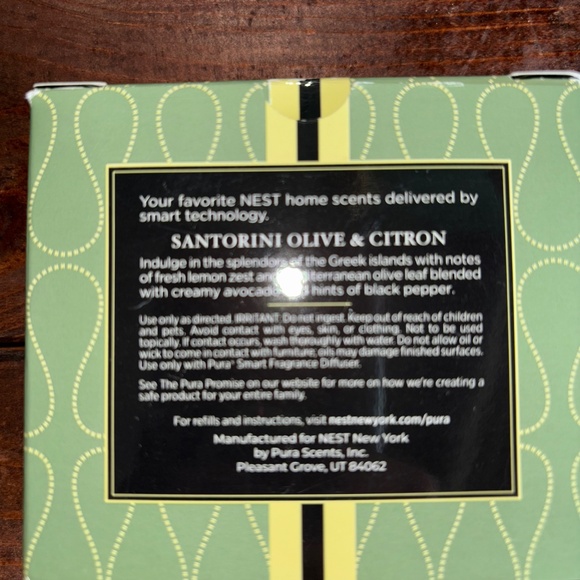 Your favorite NEST home scents delivered by
smart technology.
SANTORINI OLIVE & CITRON
Indulge in the splendors of the Greek islands with notes
of fresh lemon zest and terranean olive leaf blended
with creamy avocado hints of black pepper.
Use only as directed. IRRITANT. Do not ingest. Keep out of reach of children
and pets. Avoid contact with eyes, skin, or clothing. Not to be used
topically. If contact occurs, wash thoroughly with water. Do not allow oil or
wick to come in contact with furniture, oils may damage finished surfaces.
Use only with Pura® Smart Fragrance Diffuser.
See The Pura Promise on our website for more on how we're creating a
safe product for your entire family.
For refills and instructions, visit nestnewyork.com/pura
Manufactured for NEST New York
by Pura Scents, Inc.
Pleasant Grove, UT 84062